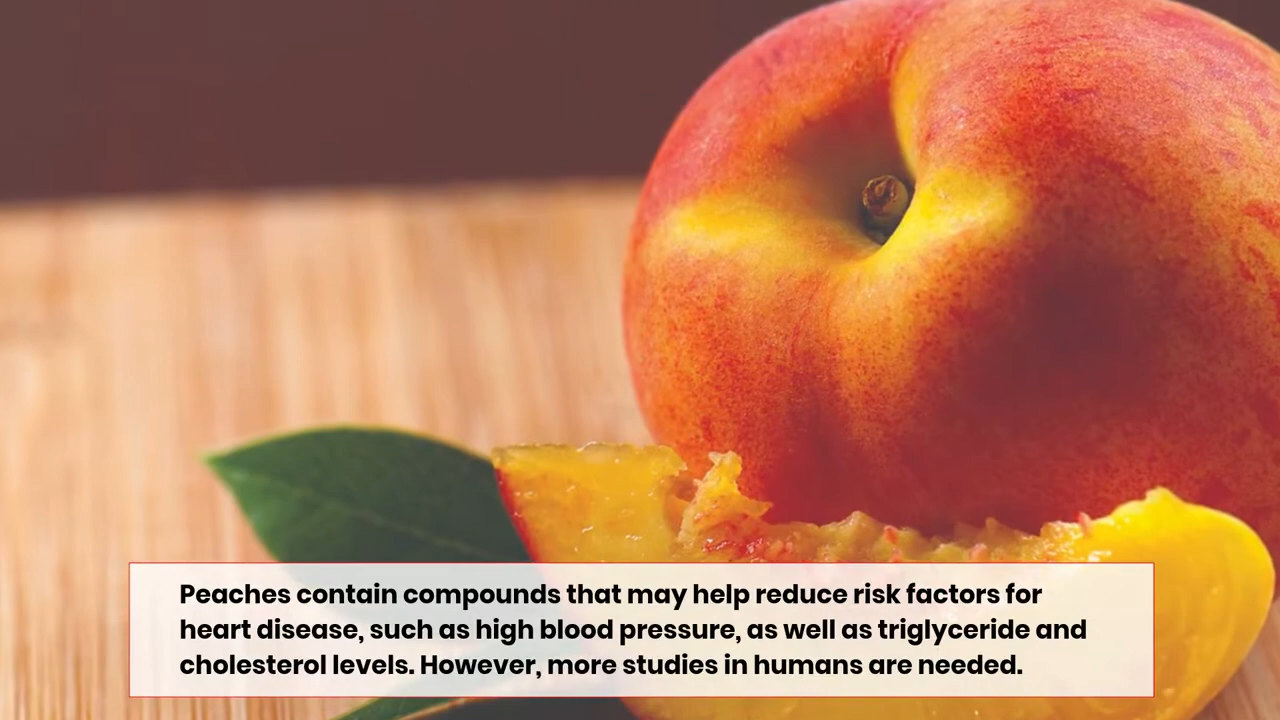 Peaches contain compounds that may help reduce risk factors for
heart disease, such as high blood pressure, as well as triglyceride and
cholesterol levels. However, more studies in humans are needed.